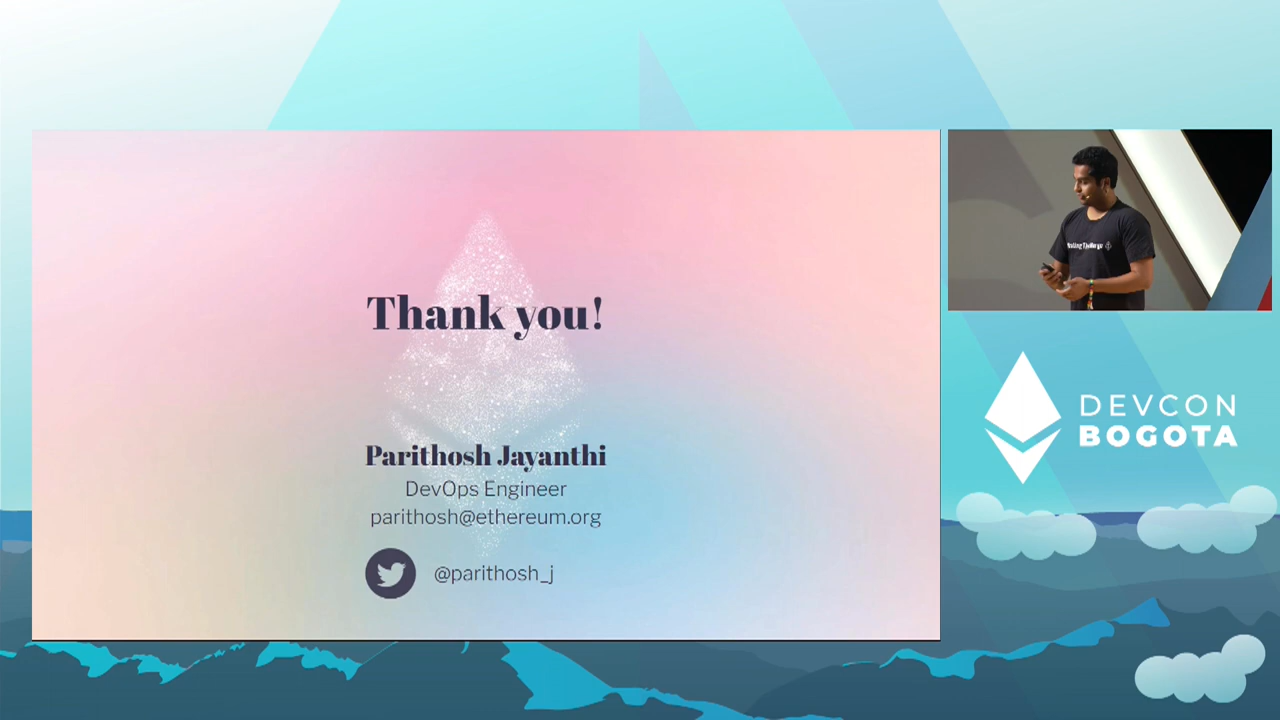 Thank you!
Parithosh Jayanthi
DevOps Engineer
parithosh@ethereum.org
@parithosh_j
DEVCON
BOGOTA